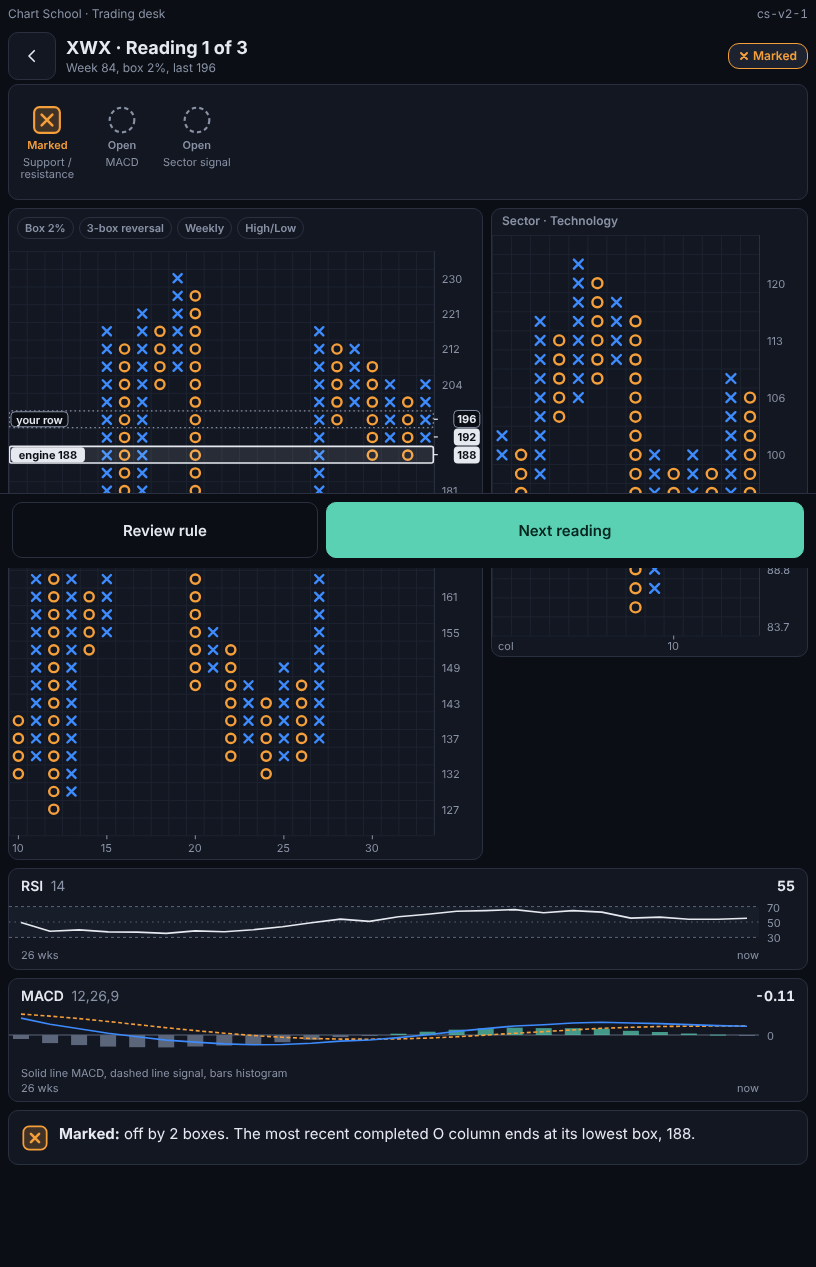 Chart School · Trading desk
cs-v2-1
XWX · Reading 1 of 3
Week 84, box 2%, last 196
Marked
Marked
Support /
resistance
Open
MACD
Open
Sector signal
Box 2%
3-box reversal
Weekly
High/Low
230
221
212
204
196
192
188
181
your row
engine 188
Sector · Technology
120
113
106
100
Review rule
Next reading
161
155
149
143
137
132
127
10
15
20
25
30
88.8
83.7
col
10
RSI 14
55
70
50
30
26 wks
now
MACD 12,26,9
-0.11
0
Solid line MACD, dashed line signal, bars histogram
26 wks
now
Marked: off by 2 boxes. The most recent completed O column ends at its lowest box, 188.